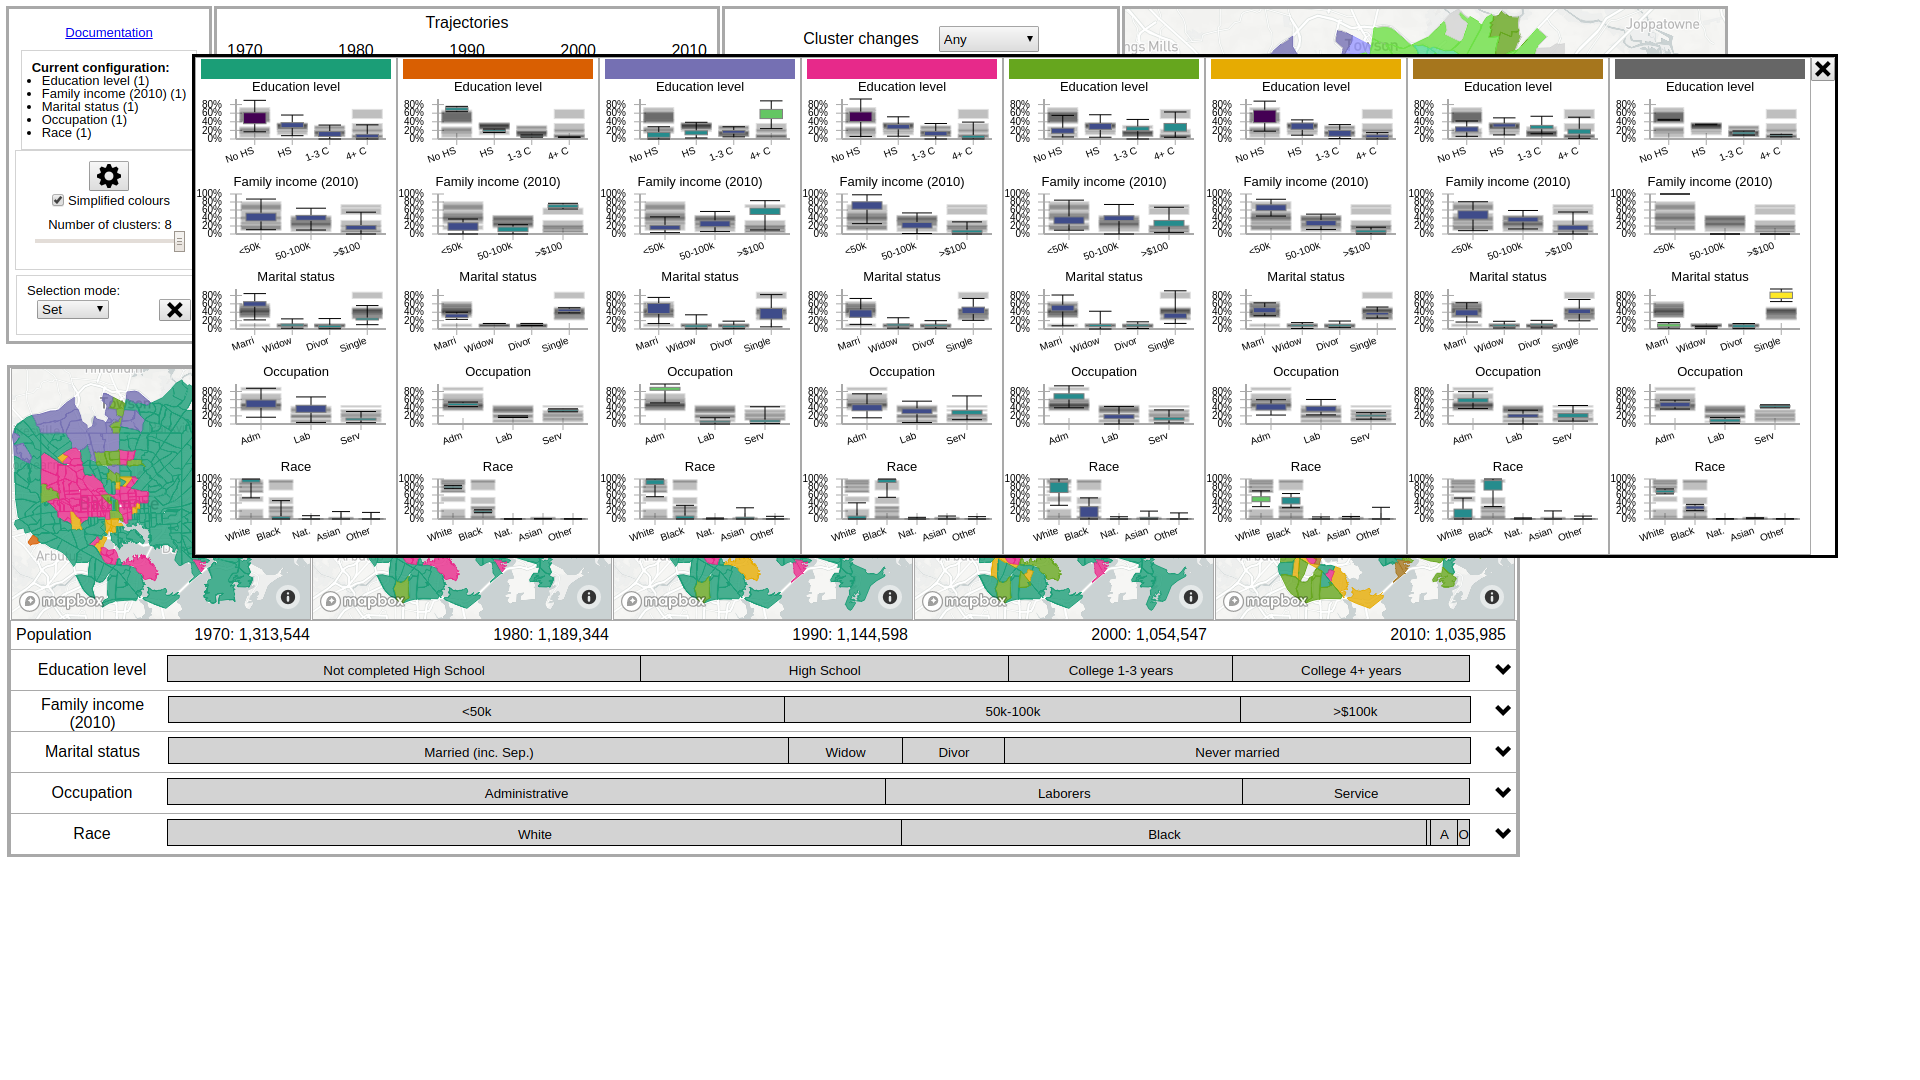 Documentation
Current configuration:
Education level (1)
Family income (2010) (1)
Marital status (1)
Occupation (1)
Race (1)
Simplified colours
Number of clusters: 8
Selection mode:
Set
Trajectories
1970 1980 1990 2000 2010
Cluster changes Any
ngs Mills Towson Joppatowne
Education level Education level Education level Education level Education level Education level Education level Education level
80% 80% 80% 80% 80% 80% 80% 80%
60% 60% 60% 60% 60% 60% 60% 60%
40% 40% 40% 40% 40% 40% 40% 40%
20% 20% 20% 20% 20% 20% 20% 20%
0% 0% 0% 0% 0% 0% 0% 0%
No HS HS 1-3 C 4+ C No HS HS 1-3 C 4+ C No HS HS 1-3 C 4+ C No HS HS 1-3 C 4+ C No HS HS 1-3 C 4+ C No HS HS 1-3 C 4+ C No HS HS 1-3 C 4+ C No HS HS 1-3 C 4+ C
Family income (2010) Family income (2010) Family income (2010) Family income (2010) Family income (2010) Family income (2010) Family income (2010) Family income (2010)
100% 100% 100% 100% 100% 100% 100% 100%
80% 80% 80% 80% 80% 80% 80% 80%
60% 60% 60% 60% 60% 60% 60% 60%
40% 40% 40% 40% 40% 40% 40% 40%
20% 20% 20% 20% 20% 20% 20% 20%
0% 0% 0% 0% 0% 0% 0% 0%
<50k 50-100k >$100 <50k 50-100k >$100 <50k 50-100k >$100 <50k 50-100k >$100 <50k 50-100k >$100 <50k 50-100k >$100 <50k 50-100k >$100 <50k 50-100k >$100
Marital status Marital status Marital status Marital status Marital status Marital status Marital status Marital status
80% 80% 80% 80% 80% 80% 80% 80%
60% 60% 60% 60% 60% 60% 60% 60%
40% 40% 40% 40% 40% 40% 40% 40%
20% 20% 20% 20% 20% 20% 20% 20%
0% 0% 0% 0% 0% 0% 0% 0%
Marri Widow Divor Single Marri Widow Divor Single Marri Widow Divor Single Marri Widow Divor Single Marri Widow Divor Single Marri Widow Divor Single Marri Widow Divor Single Marri Widow Divor Single
Occupation Occupation Occupation Occupation Occupation Occupation Occupation Occupation
80% 80% 80% 80% 80% 80% 80% 80%
60% 60% 60% 60% 60% 60% 60% 60%
40% 40% 40% 40% 40% 40% 40% 40%
20% 20% 20% 20% 20% 20% 20% 20%
0% 0% 0% 0% 0% 0% 0% 0%
Adm Lab Serv Adm Lab Serv Adm Lab Serv Adm Lab Serv Adm Lab Serv Adm Lab Serv Adm Lab Serv Adm Lab Serv
Race Race Race Race Race Race Race Race
100% 100% 100% 100% 100% 100% 100% 100%
80% 80% 80% 80% 80% 80% 80% 80%
60% 60% 60% 60% 60% 60% 60% 60%
40% 40% 40% 40% 40% 40% 40% 40%
20% 20% 20% 20% 20% 20% 20% 20%
0% 0% 0% 0% 0% 0% 0% 0%
White Black Nat. Asian Other White Black Nat. Asian Other White Black Nat. Asian Other White Black Nat. Asian Other White Black Nat. Asian Other White Black Nat. Asian Other White Black Nat. Asian Other White Black Nat. Asian Other
Towson
mapbox mapbox mapbox mapbox mapbox
Population 1970: 1,313,544 1980: 1,189,344 1990: 1,144,598 2000: 1,054,547 2010: 1,035,985
Education level Not completed High School High School College 1-3 years College 4+ years
Family income
(2010) <50k 50k-100k >$100k
Marital status Married (inc. Sep.) Widow Divor Never married
Occupation Administrative Laborers Service
Race White Black A O